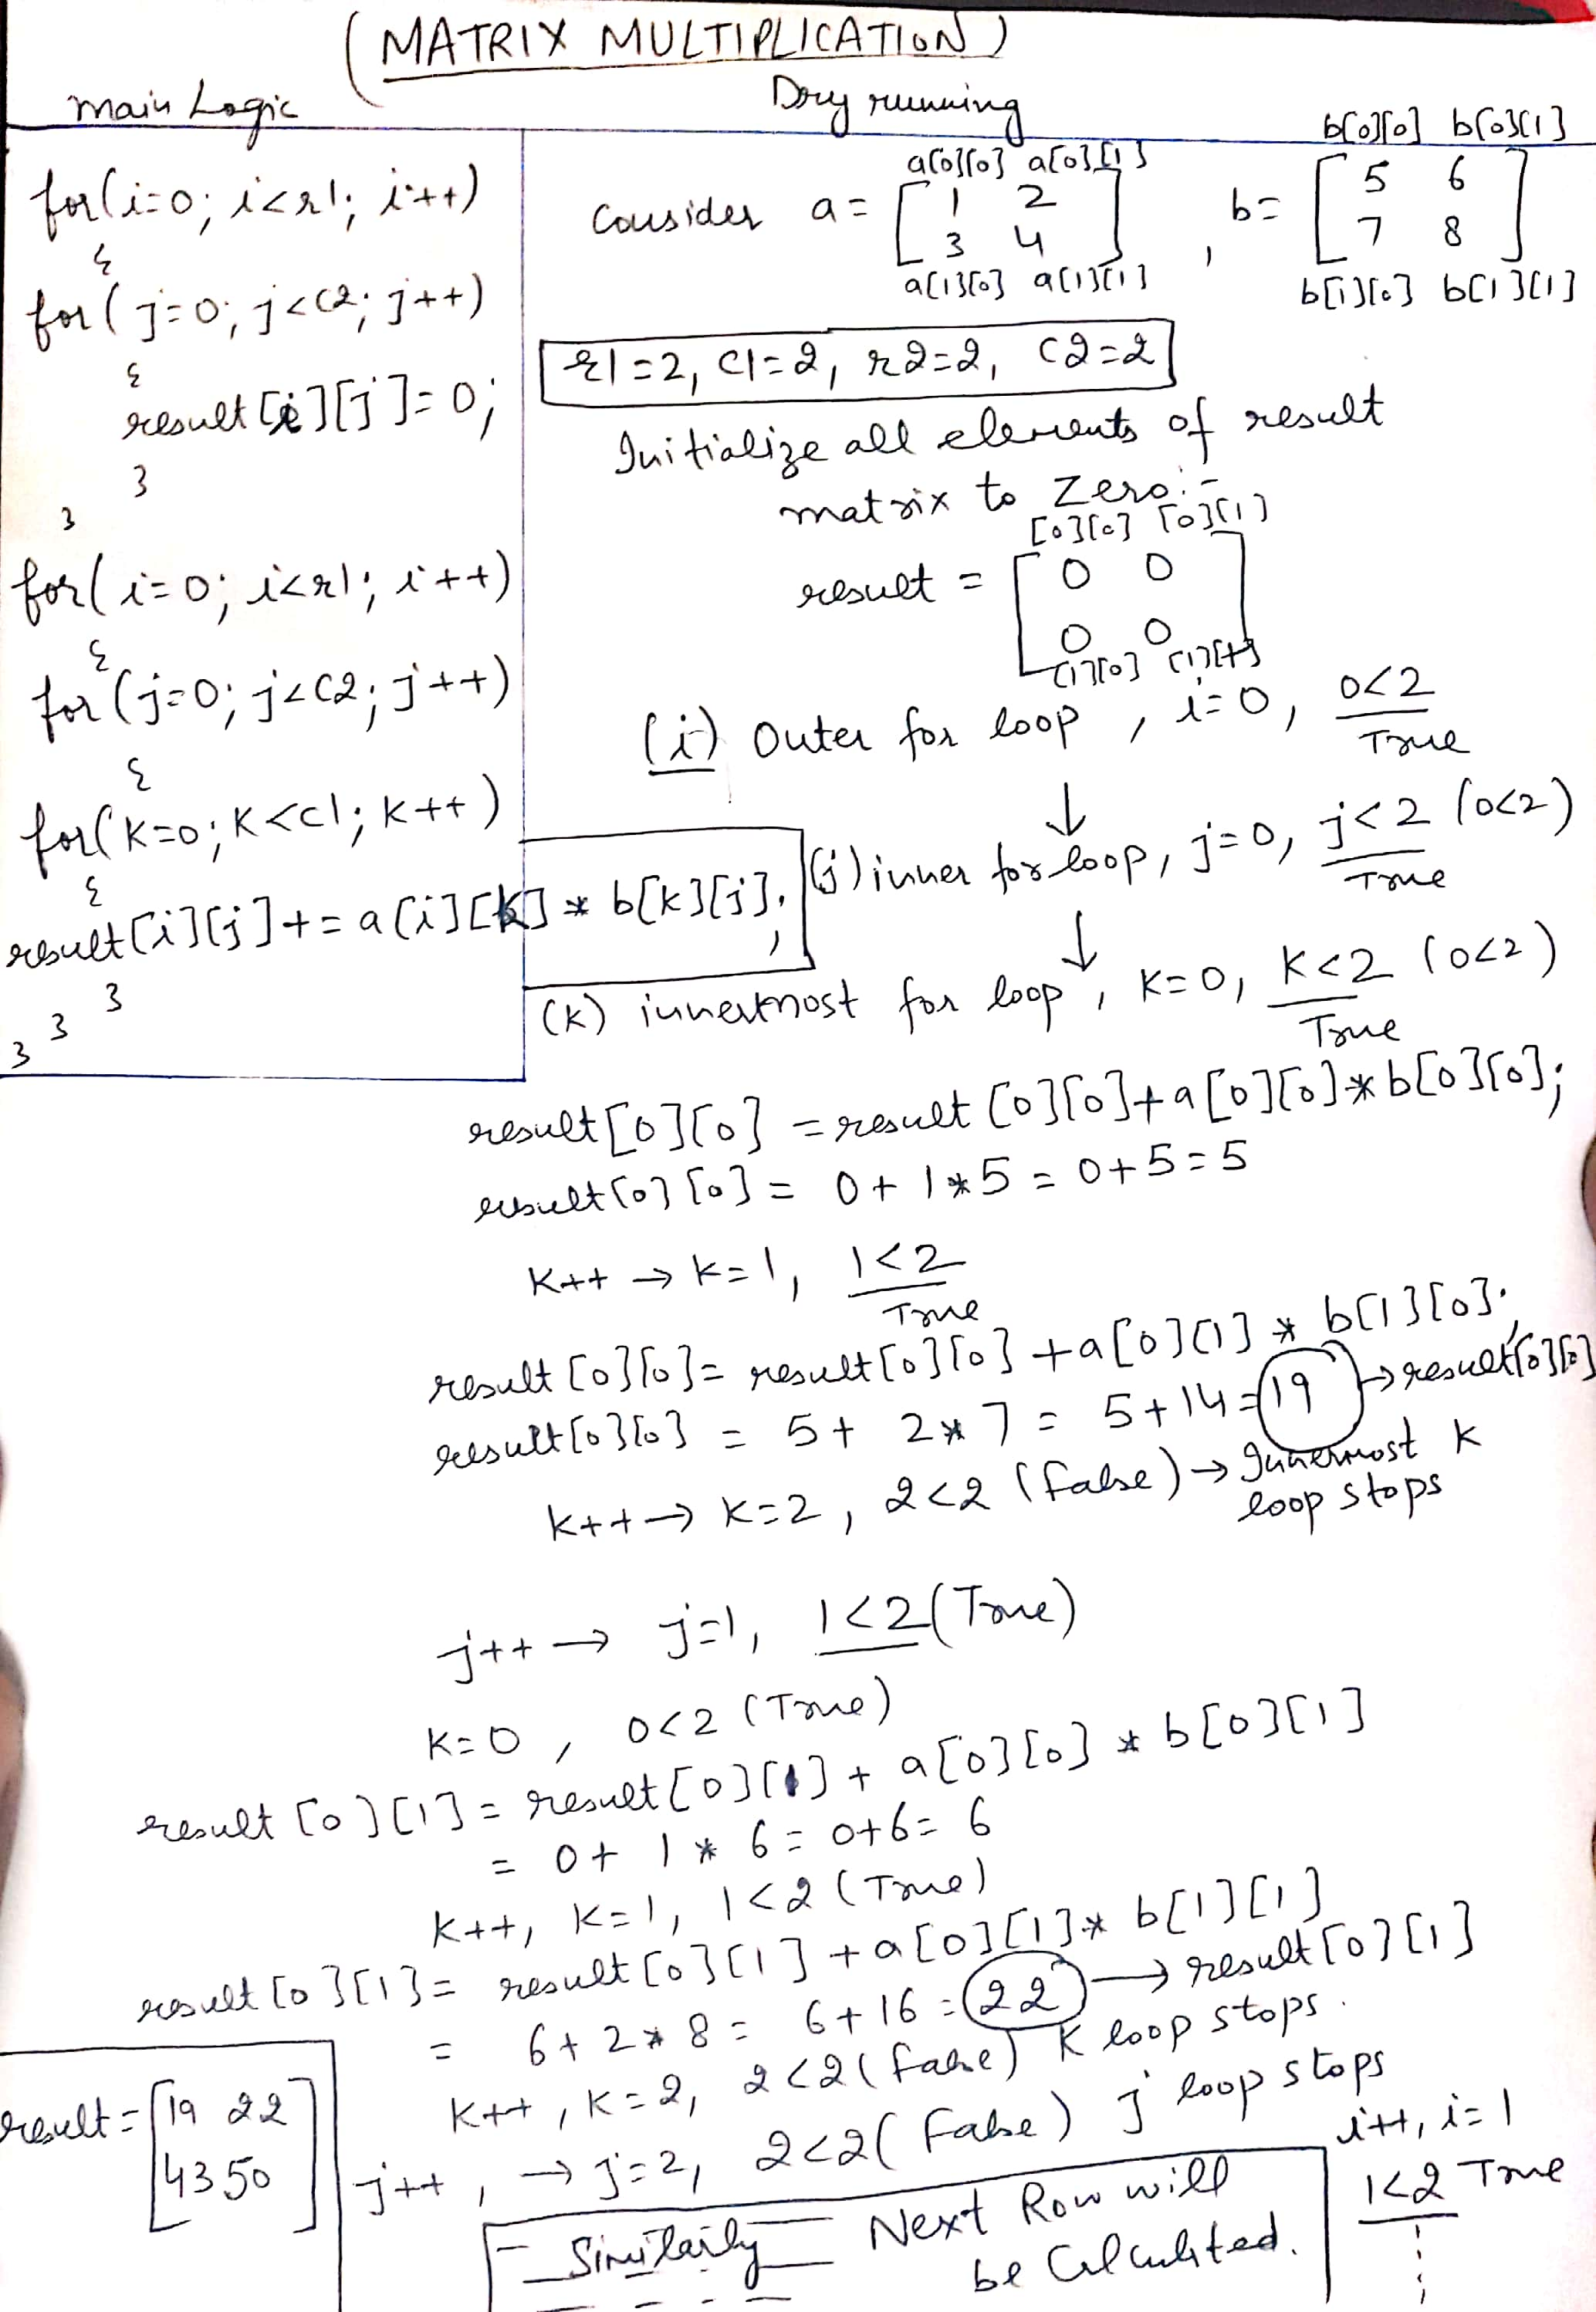 (MATRIX MULTIPLICATION)
main Logic
Dry running
for(i=0; i<r1; i++)
{
for(j=0; j<c2; j++)
{
result[i][j]=0;
}
}
for(i=0; i<r1; i++)
{
for(j=0; j<c2; j++)
{
for(k=0; k<c1; k++)
{
result[i][j]+=a[i][k]*b[k][j];
}
}
}
a[0][0] a[0][1]
b[0][0] b[0][1]
Consider a= [ 1 2
3 4 ] , b= [ 5 6
7 8 ]
a[1][0] a[1][1]
b[1][0] b[1][1]
r1=2, c1=2, r2=2, c2=2
Initialize all elements of result
matrix to zero:-
[0][0] [0][1]
result = [ 0 0
0 0 ]
[1][0] [1][1]
(i) Outer for loop, i=0, 0<2
True
↓
(j) inner for loop, j=0, j<2 (0<2)
True
↓
(k) innermost for loop, k=0, k<2 (0<2)
True
result[0][0] = result[0][0]+a[0][0]*b[0][0];
result[0][0] = 0+1*5=0+5=5
k++ → k=1, 1<2
True
result[0][0]= result[0][0]+a[0][1]*b[1][0];
result[0][0] = 5+ 2*7 = 5+14=19 → result[0][0]
k++ → k=2, 2<2 (false) → Innermost k
loop stops
j++ → j=1, 1<2 (True)
k=0, 0<2 (True)
result[0][1]= result[0][1]+ a[0][0] * b[0][1]
= 0+ 1*6=0+6=6
k++, k=1, 1<2 (True)
result[0][1]= result[0][1]+a[0][1]* b[1][1]
= 6+2*8= 6+16=22 → result[0][1]
k++, k=2, 2<2 (false) k loop stops.
j++, → j=2, 2<2 (False) j loop stops
i++, i=1
1<2 True
result= [ 19 22
43 50 ]
Similarly Next Row will
be Calculated.